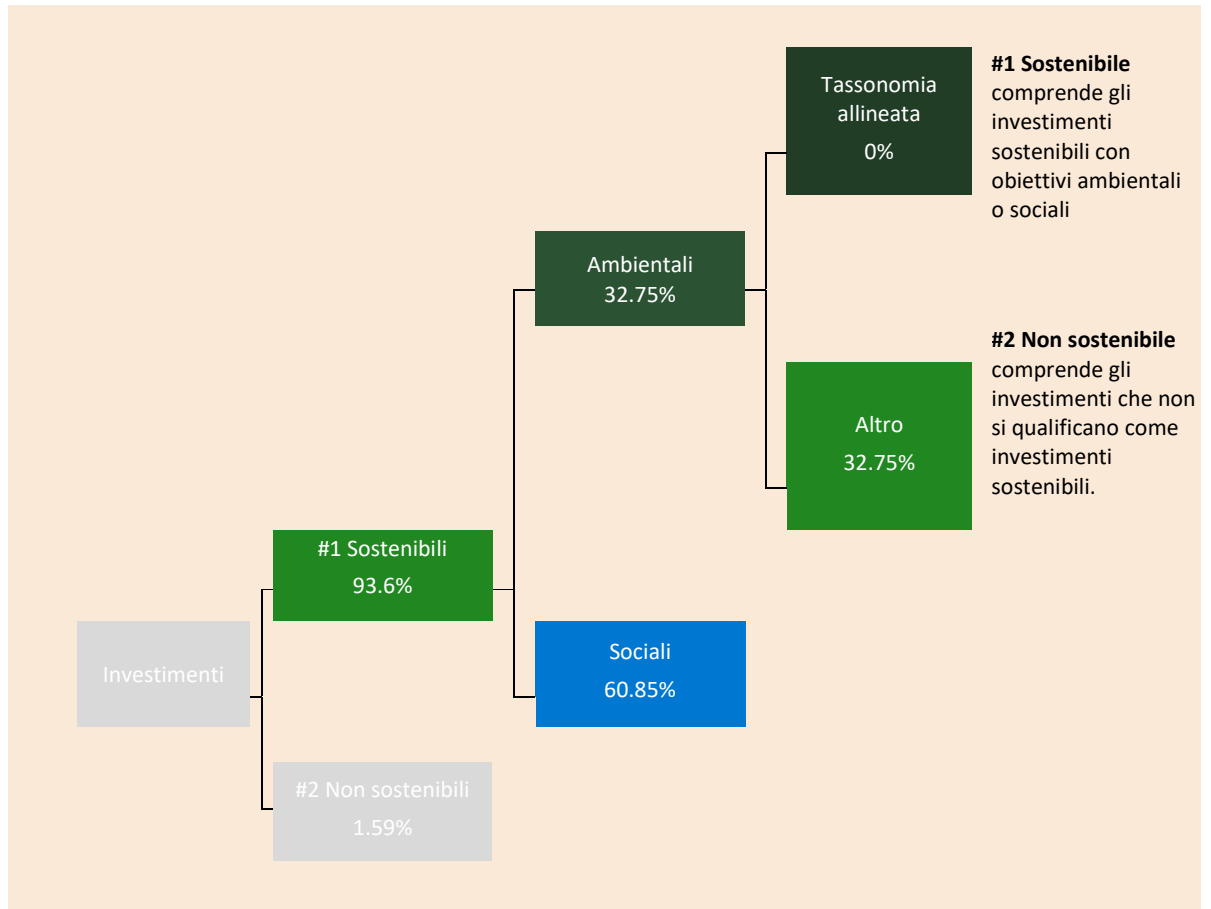 Tassonomia
allineata
0%
#1 Sostenibile
comprende gli
investimenti
sostenibili con
obiettivi ambientali
o sociali
Ambientali
32.75%
#2 Non sostenibile
comprende gli
investimenti che non
si qualificano come
investimenti
sostenibili.
Altro
32.75%
#1 Sostenibili
93.6%
Sociali
60.85%
Investimenti
#2 Non sostenibili
1.59%